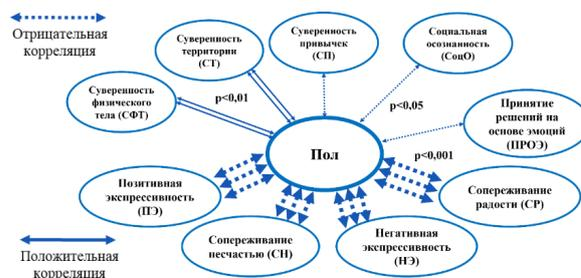 Отрицательная
корреляция
Суверенность
территории
(СТ)
Суверенность
привычек
(СП)
Социальная
осознанность
(СоцО)
Суверенность
физического
тела (СФТ)
p<0,01
p<0,05
Принятие
решений на
основе эмоций
(ПРОЭ)
Пол
p<0,001
Позитивная
экспрессивность
(ПЭ)
Сопереживание
радости (СР)
Сопереживание
несчастью (СН)
Негативная
экспрессивность
(НЭ)
Положительная
корреляция